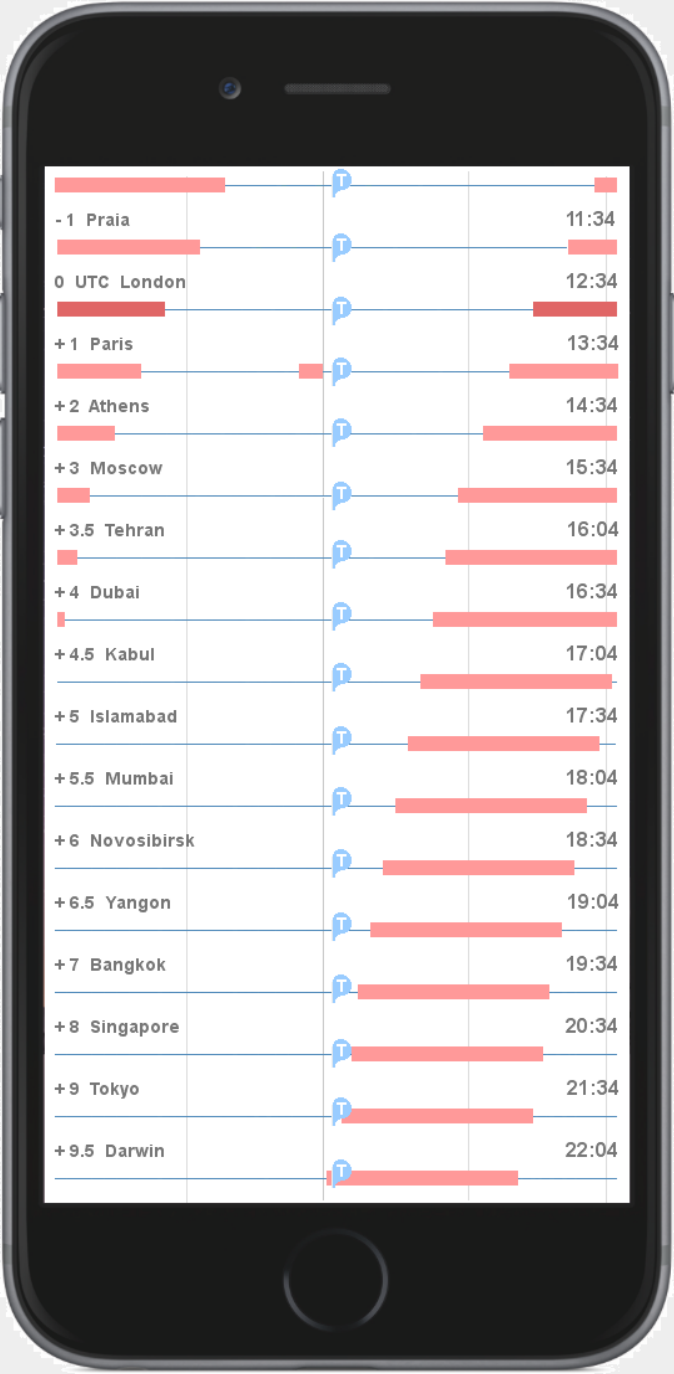 T
- 1 Praia 11:34
T
0 UTC London 12:34
T
+ 1 Paris 13:34
T
+ 2 Athens 14:34
T
+ 3 Moscow 15:34
T
+ 3.5 Tehran 16:04
T
+ 4 Dubai 16:34
T
+ 4.5 Kabul 17:04
T
+ 5 Islamabad 17:34
T
+ 5.5 Mumbai 18:04
T
+ 6 Novosibirsk 18:34
T
+ 6.5 Yangon 19:04
T
+ 7 Bangkok 19:34
T
+ 8 Singapore 20:34
T
+ 9 Tokyo 21:34
T
+ 9.5 Darwin 22:04
T